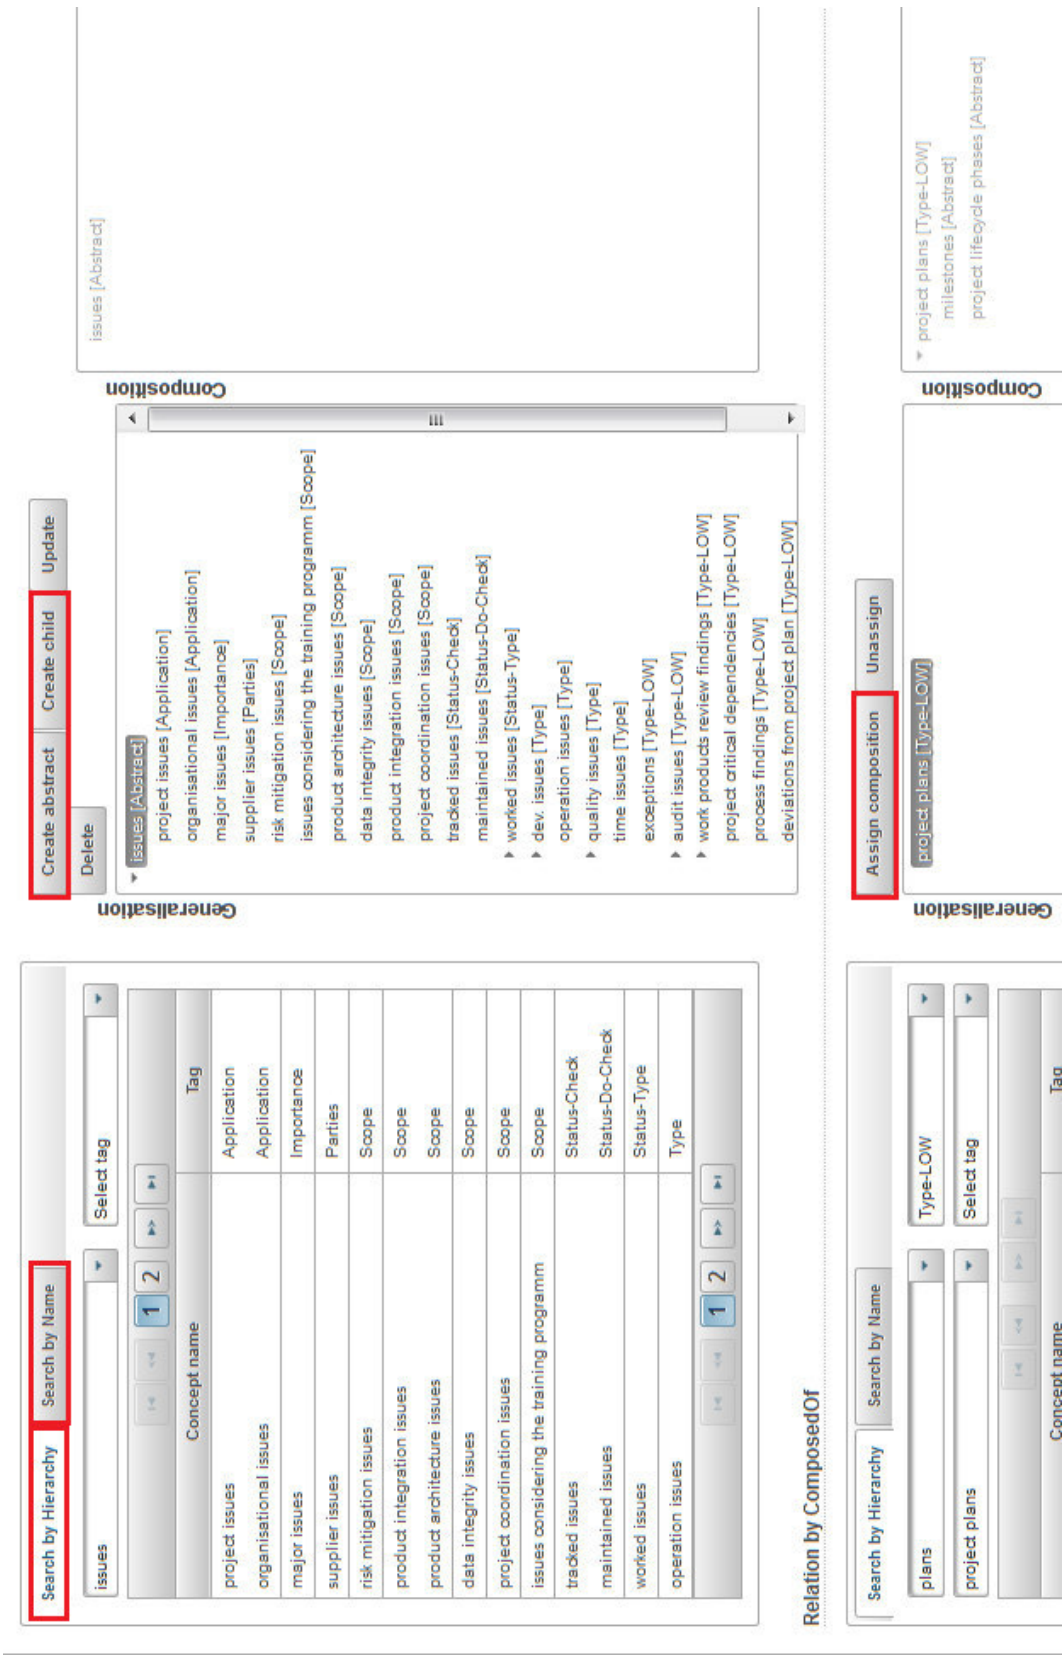 Search by Hierarchy Search by Name
issues Select tag
1 2
Concept name Tag
project issues Application
organisational issues Application
major issues Importance
supplier issues Parties
risk mitigation issues Scope
product integration issues Scope
product architecture issues Scope
data integrity issues Scope
project coordination issues Scope
issues considering the training programm Scope
tracked issues Status-Check
maintained issues Status-Do-Check
worked issues Status-Type
operation issues Type
1 2
Create abstract Create child Update
Delete
Generalisation
issues [Abstract]
project issues [Application]
organisational issues [Application]
major issues [Importance]
supplier issues [Parties]
risk mitigation issues [Scope]
issues considering the training programm [Scope]
product architecture issues [Scope]
data integrity issues [Scope]
product integration issues [Scope]
project coordination issues [Scope]
tracked issues [Status-Check]
maintained issues [Status-Do-Check]
worked issues [Status-Type]
dev. issues [Type]
operation issues [Type]
quality issues [Type]
time issues [Type]
exceptions [Type-LOW]
audit issues [Type-LOW]
work products review findings [Type-LOW]
project critical dependencies [Type-LOW]
process findings [Type-LOW]
deviations from project plan [Type-LOW]
Composition
issues [Abstract]
Relation by ComposedOf
Search by Hierarchy Search by Name
plans Type-LOW
project plans Select tag
Concept name Tag
Assign composition Unassign
Generalisation
project plans [Type-LOW]
Composition
project plans [Type-LOW]
milestones [Abstract]
project lifecycle phases [Abstract]